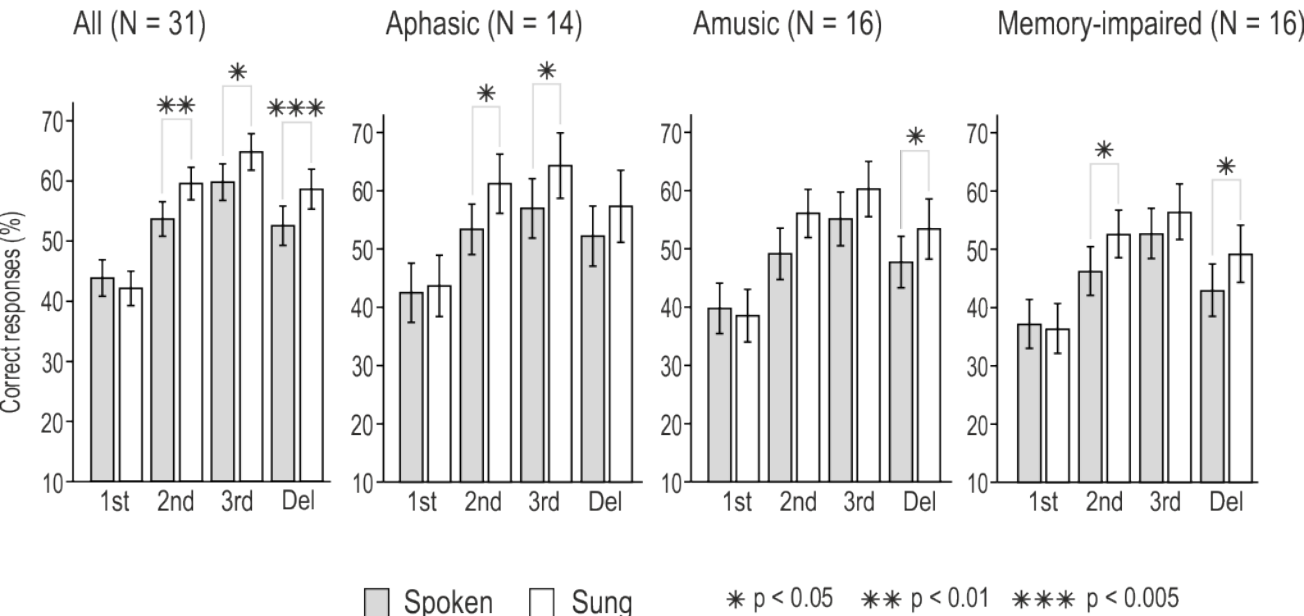 All (N = 31)
Aphasic (N = 14)
Amusic (N = 16)
Memory-impaired (N = 16)
Correct responses (%)
70
60
50
40
30
20
10
** * ***
1st 2nd 3rd Del
70
60
50
40
30
20
10
* *
1st 2nd 3rd Del
70
60
50
40
30
20
10
*
1st 2nd 3rd Del
70
60
50
40
30
20
10
* *
1st 2nd 3rd Del
Spoken Sung * p < 0.05 ** p < 0.01 *** p < 0.005